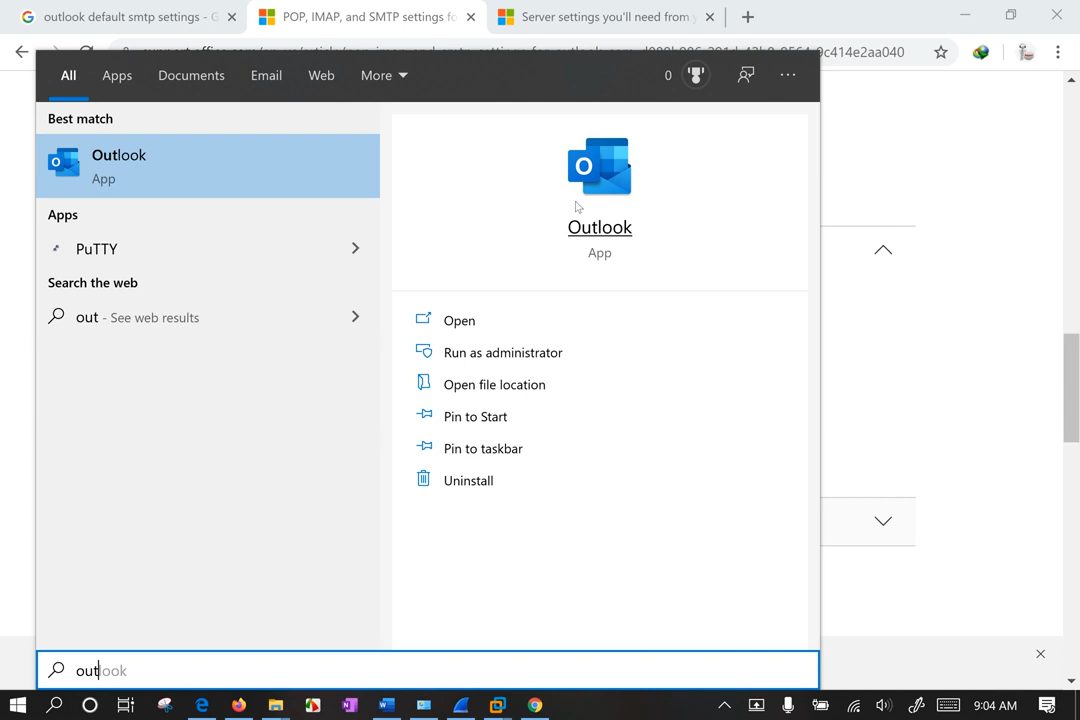 outlook default smtp settings - G
POP, IMAP, and SMTP settings fo
Server settings you'll need from y
9c414e2aa040
All Apps Documents Email Web More 0
Best match
Outlook
App
Apps
PuTTY
Search the web
out - See web results
Outlook
App
Open
Run as administrator
Open file location
Pin to Start
Pin to taskbar
Uninstall
outlook
9:04 AM